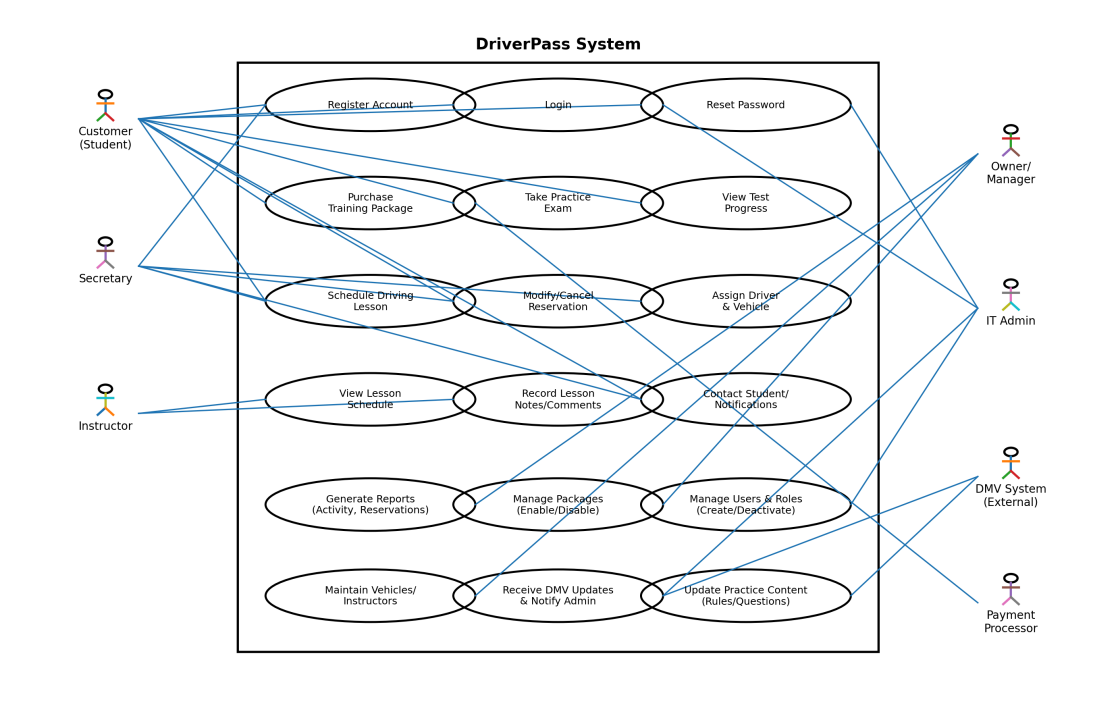 DriverPass System
Customer
(Student)
Secretary
Instructor
Register Account
Login
Reset Password
Purchase
Training Package
Take Practice
Exam
View Test
Progress
Schedule Driving
Lesson
Modify/Cancel
Reservation
Assign Driver
& Vehicle
View Lesson
Schedule
Record Lesson
Notes/Comments
Contact Student/
Notifications
Generate Reports
(Activity, Reservations)
Manage Packages
(Enable/Disable)
Manage Users & Roles
(Create/Deactivate)
Maintain Vehicles/
Instructors
Receive DMV Updates
& Notify Admin
Update Practice Content
(Rules/Questions)
Owner/
Manager
IT Admin
DMV System
(External)
Payment
Processor